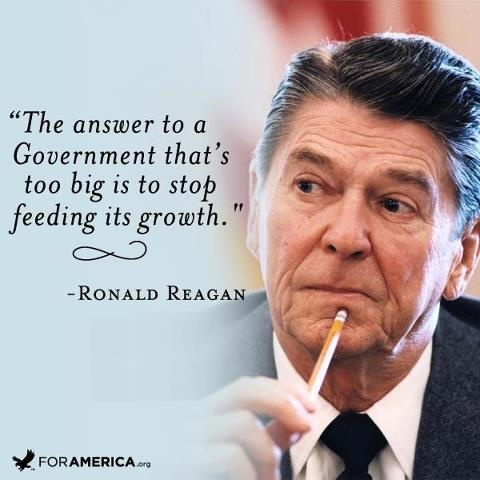 “The answer to a
Government that’s
too big is to stop
feeding its growth."
-Ronald Reagan
FORAMERICA.org